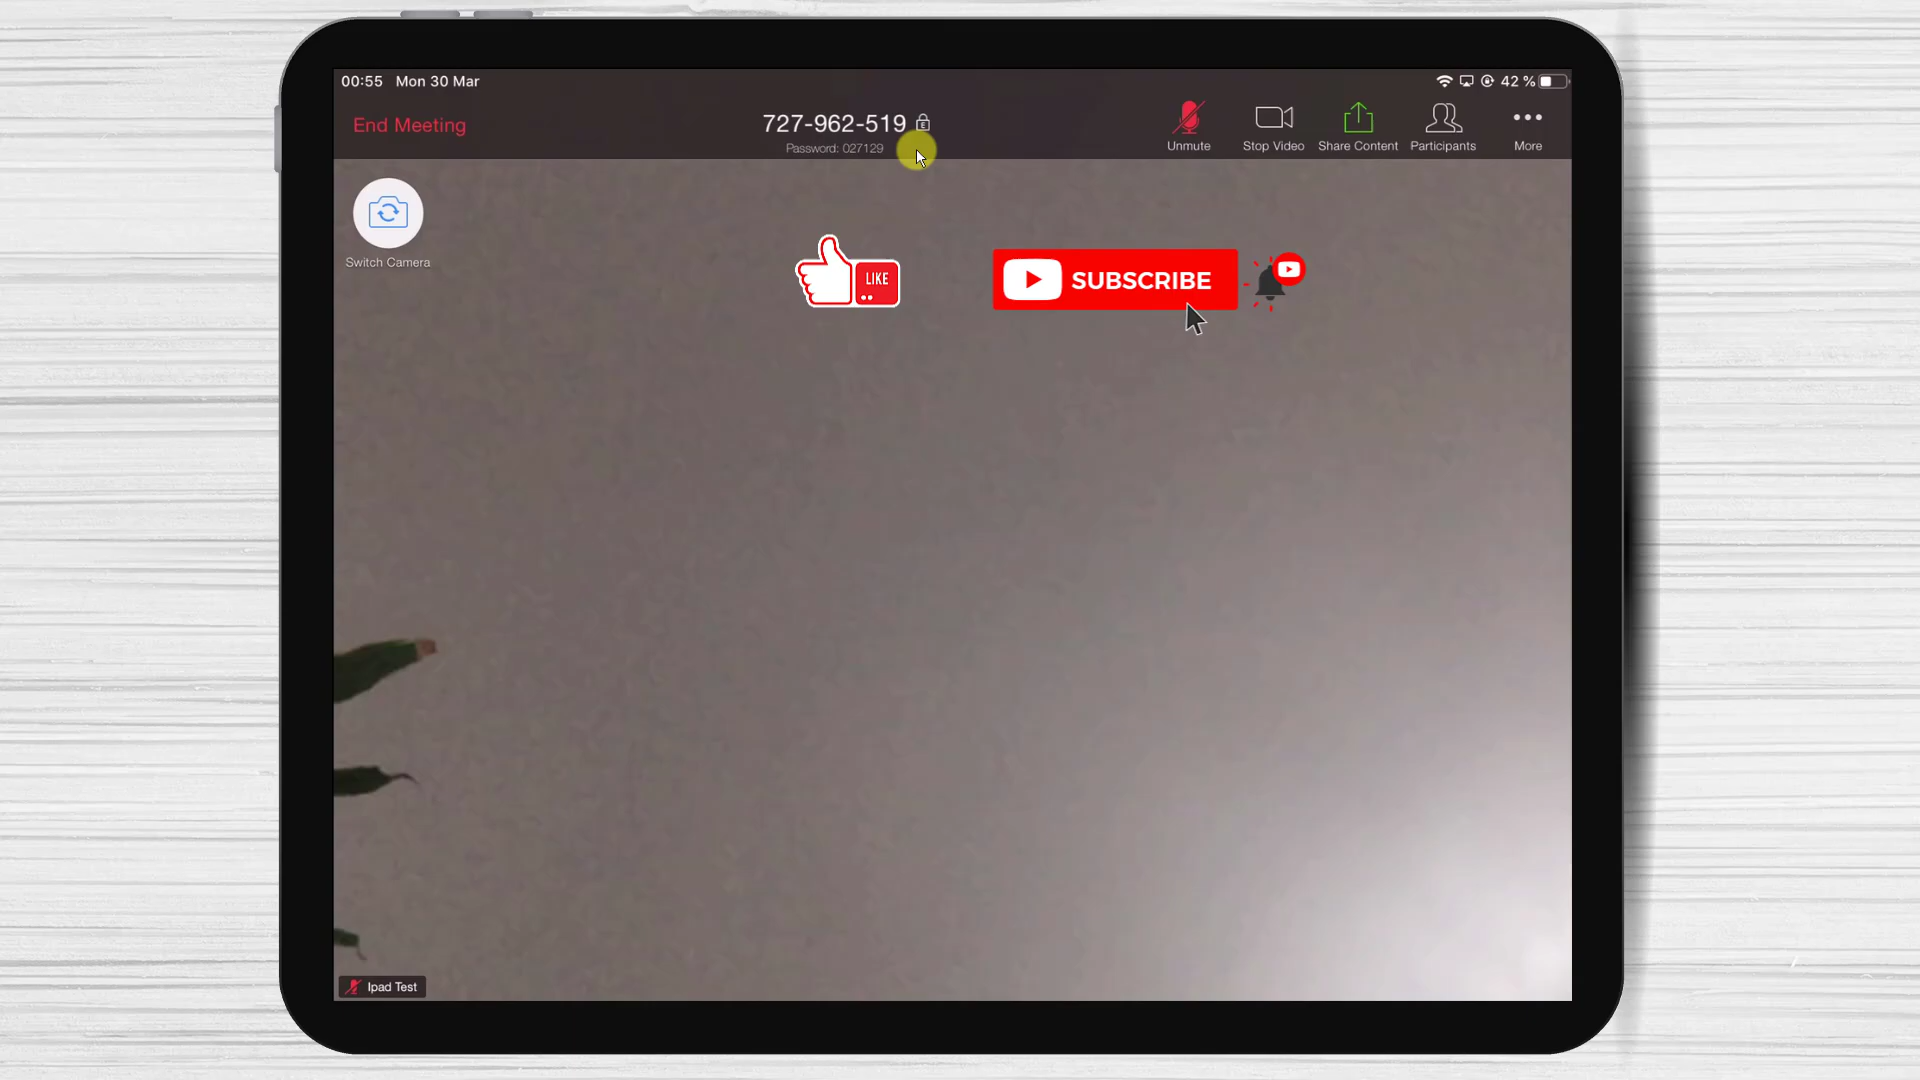 00:55 Mon 30 Mar
42 %
End Meeting
727-962-519
Password: 027129
Unmute
Stop Video
Share Content
Participants
More
Switch Camera
LIKE
SUBSCRIBE
Ipad Test